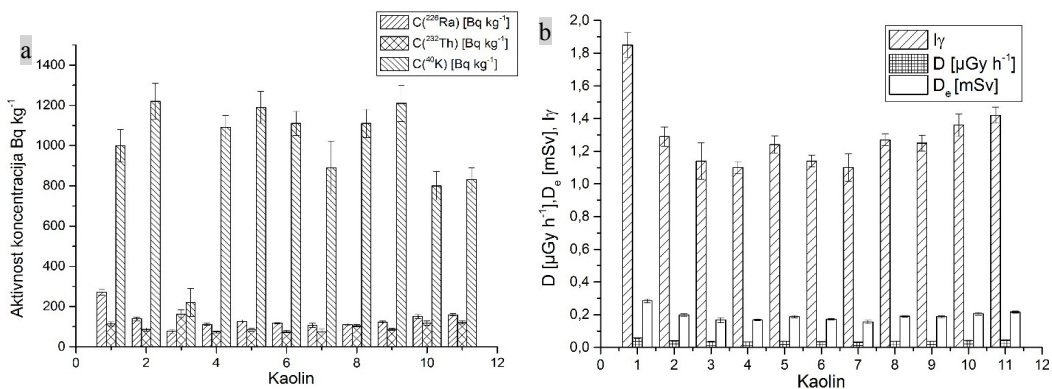 a
C(²²⁶Ra) [Bq kg⁻¹]
C(²³²Th) [Bq kg⁻¹]
C(⁴⁰K) [Bq kg⁻¹]
Aktivnost koncentracija Bq kg⁻¹
1400
1200
1000
800
600
400
200
0
0 2 4 6 8 10 12
Kaolin
b
Iγ
D [µGy h⁻¹]
Dₑ [mSv]
D [µGy h⁻¹],Dₑ [mSv], Iγ
2,0
1,8
1,6
1,4
1,2
1,0
0,8
0,6
0,4
0,2
0,0
0 1 2 3 4 5 6 7 8 9 10 11 12
Kaolin